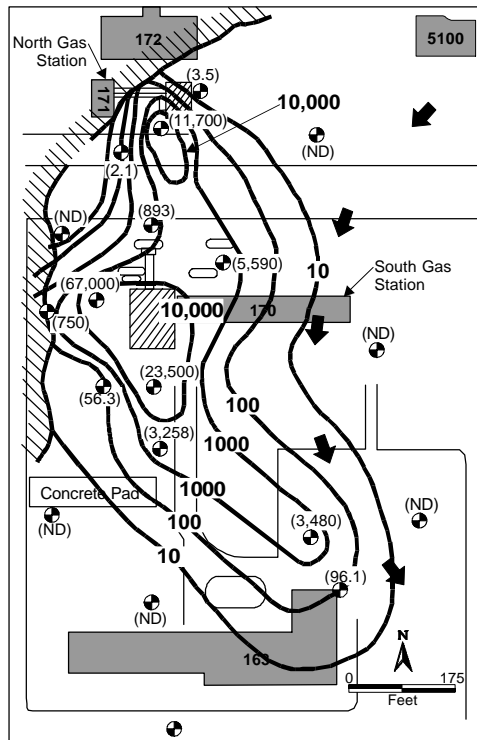 172
5100
North Gas
Station
171
(3.5)
10,000
(11,700)
(ND)
(2.1)
(893)
(ND)
(5,590)
10
South Gas
Station
(67,000)
10,000
170
(750)
(ND)
(23,500)
(56.3)
100
(3,258)
1000
Concrete Pad
1000
(ND)
100
(3,480)
(ND)
10
(96.1)
(ND)
N
163
0
175
Feet